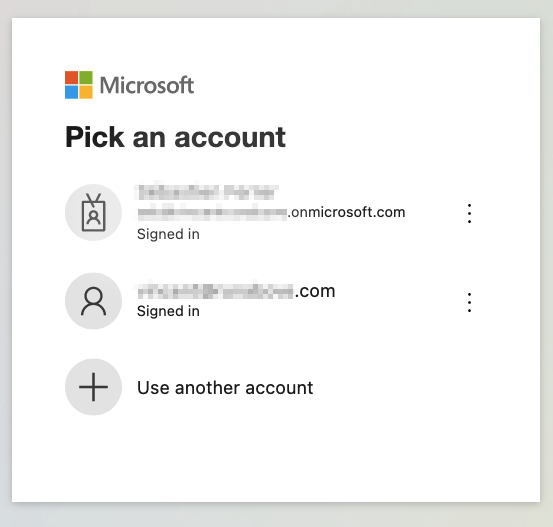 Microsoft
Pick an account
.onmicrosoft.com
Signed in
.com
Signed in
Use another account